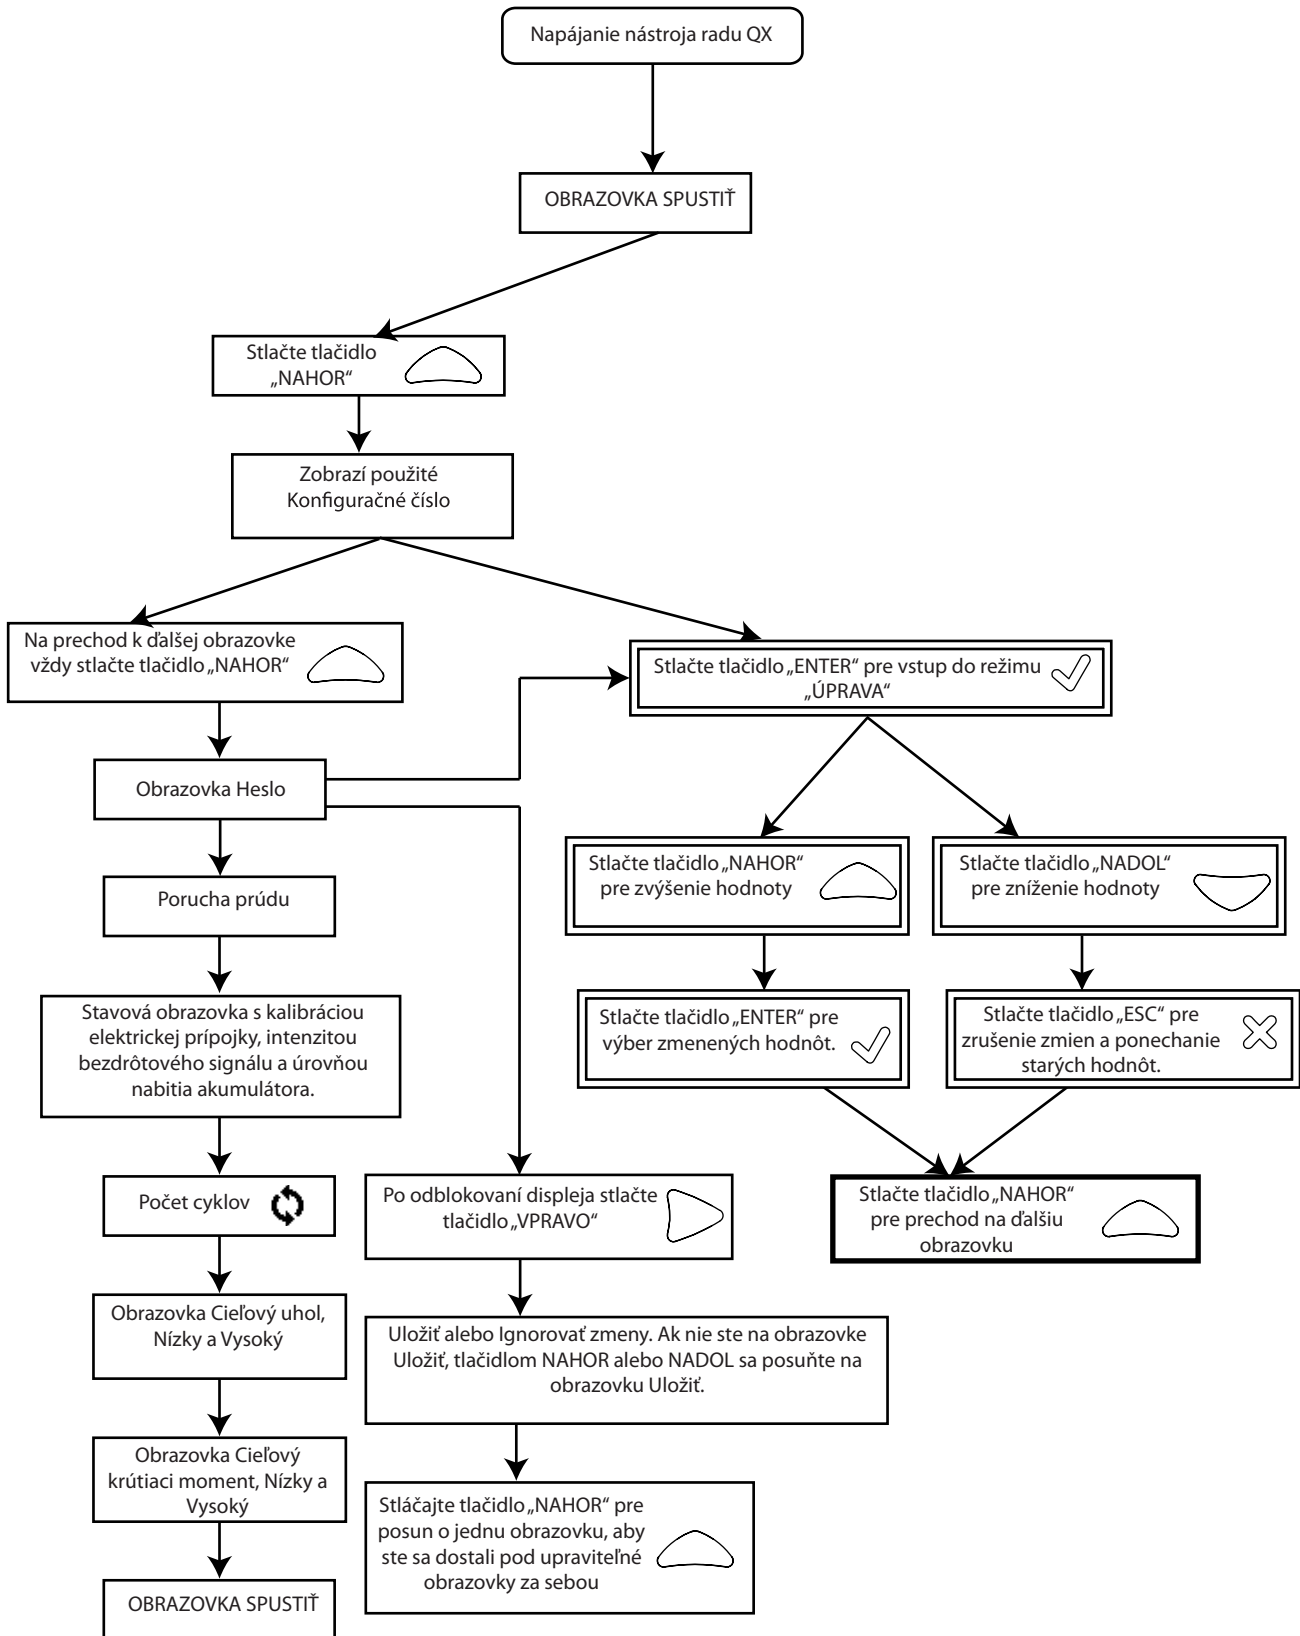 Napájanie nástroja radu QX
OBRAZOVKA SPUSTIŤ
Stlačte tlačidlo
„NAHOR“
Zobrazí použité
Konfiguračné číslo
Na prechod k ďalšej obrazovke
vždy stlačte tlačidlo „NAHOR“
Stlačte tlačidlo „ENTER“ pre vstup do režimu
„ÚPRAVA“
Obrazovka Heslo
Stlačte tlačidlo „NAHOR“
pre zvýšenie hodnoty
Stlačte tlačidlo „NADOL“
pre zníženie hodnoty
Porucha prúdu
Stavová obrazovka s kalibráciou
elektrickej prípojky, intenzitou
bezdrôtového signálu a úrovňou
nabitia akumulátora.
Stlačte tlačidlo „ENTER“ pre
výber zmenených hodnôt.
Stlačte tlačidlo „ESC“ pre
zrušenie zmien a ponechanie
starých hodnôt.
Počet cyklov
Po odblokovaní displeja stlačte
tlačidlo „VPRAVO“
Stlačte tlačidlo „NAHOR“
pre prechod na ďalšiu
obrazovku
Obrazovka Cieľový uhol,
Nízky a Vysoký
Uložiť alebo Ignorovať zmeny. Ak nie ste na obrazovke
Uložiť, tlačidlom NAHOR alebo NADOL sa posuňte na
obrazovku Uložiť.
Obrazovka Cieľový
krútiaci moment, Nízky a
Vysoký
Stláčajte tlačidlo „NAHOR“ pre
posun o jednu obrazovku, aby
ste sa dostali pod upraviteľné
obrazovky za sebou
OBRAZOVKA SPUSTIŤ